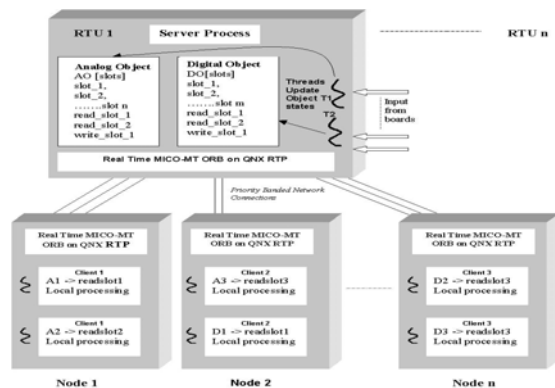 RTU 1
Server Process
RTU n
Analog Object
AO [slots]
slot_1,
slot_2,
.......slot n
read_slot_1
read_slot_2
write_slot_1
Digital Object
DO[slots]
slot_1,
slot_2,
.......slot m
read_slot_1
read_slot_2
write_slot_1
Threads
Update
Object T1
states
T2
Input
from
boards
Real Time MICO-MT ORB on QNX RTP
Priority Banded Network
Connections
Real Time MICO-MT
ORB on QNX RTP
Client 1
A1 -> readslot1
Local processing
Client 1
A2 -> readslot2
Local processing
Node 1
Real Time MICO-MT
ORB on QNX RTP
Client 2
A3 -> readslot3
Local processing
Client 2
D1 -> readslot1
Local processing
Node 2
Real Time MICO-MT
ORB on QNX RTP
Client 3
D2 -> readslot3
Local processing
Client 3
D3 -> readslot3
Local processing
Node n